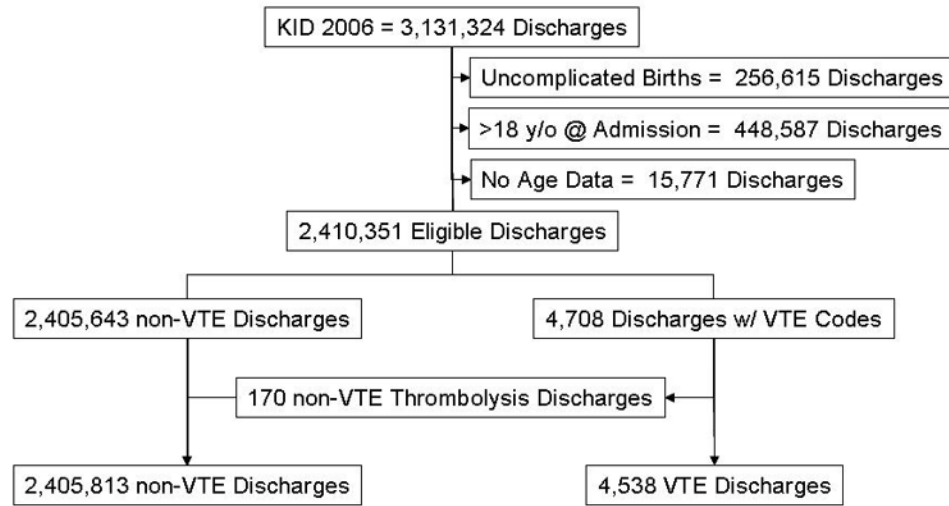 KID 2006 = 3,131,324 Discharges
Uncomplicated Births = 256,615 Discharges
>18 y/o @ Admission = 448,587 Discharges
No Age Data = 15,771 Discharges
2,410,351 Eligible Discharges
2,405,643 non-VTE Discharges
4,708 Discharges w/ VTE Codes
170 non-VTE Thrombolysis Discharges
2,405,813 non-VTE Discharges
4,538 VTE Discharges